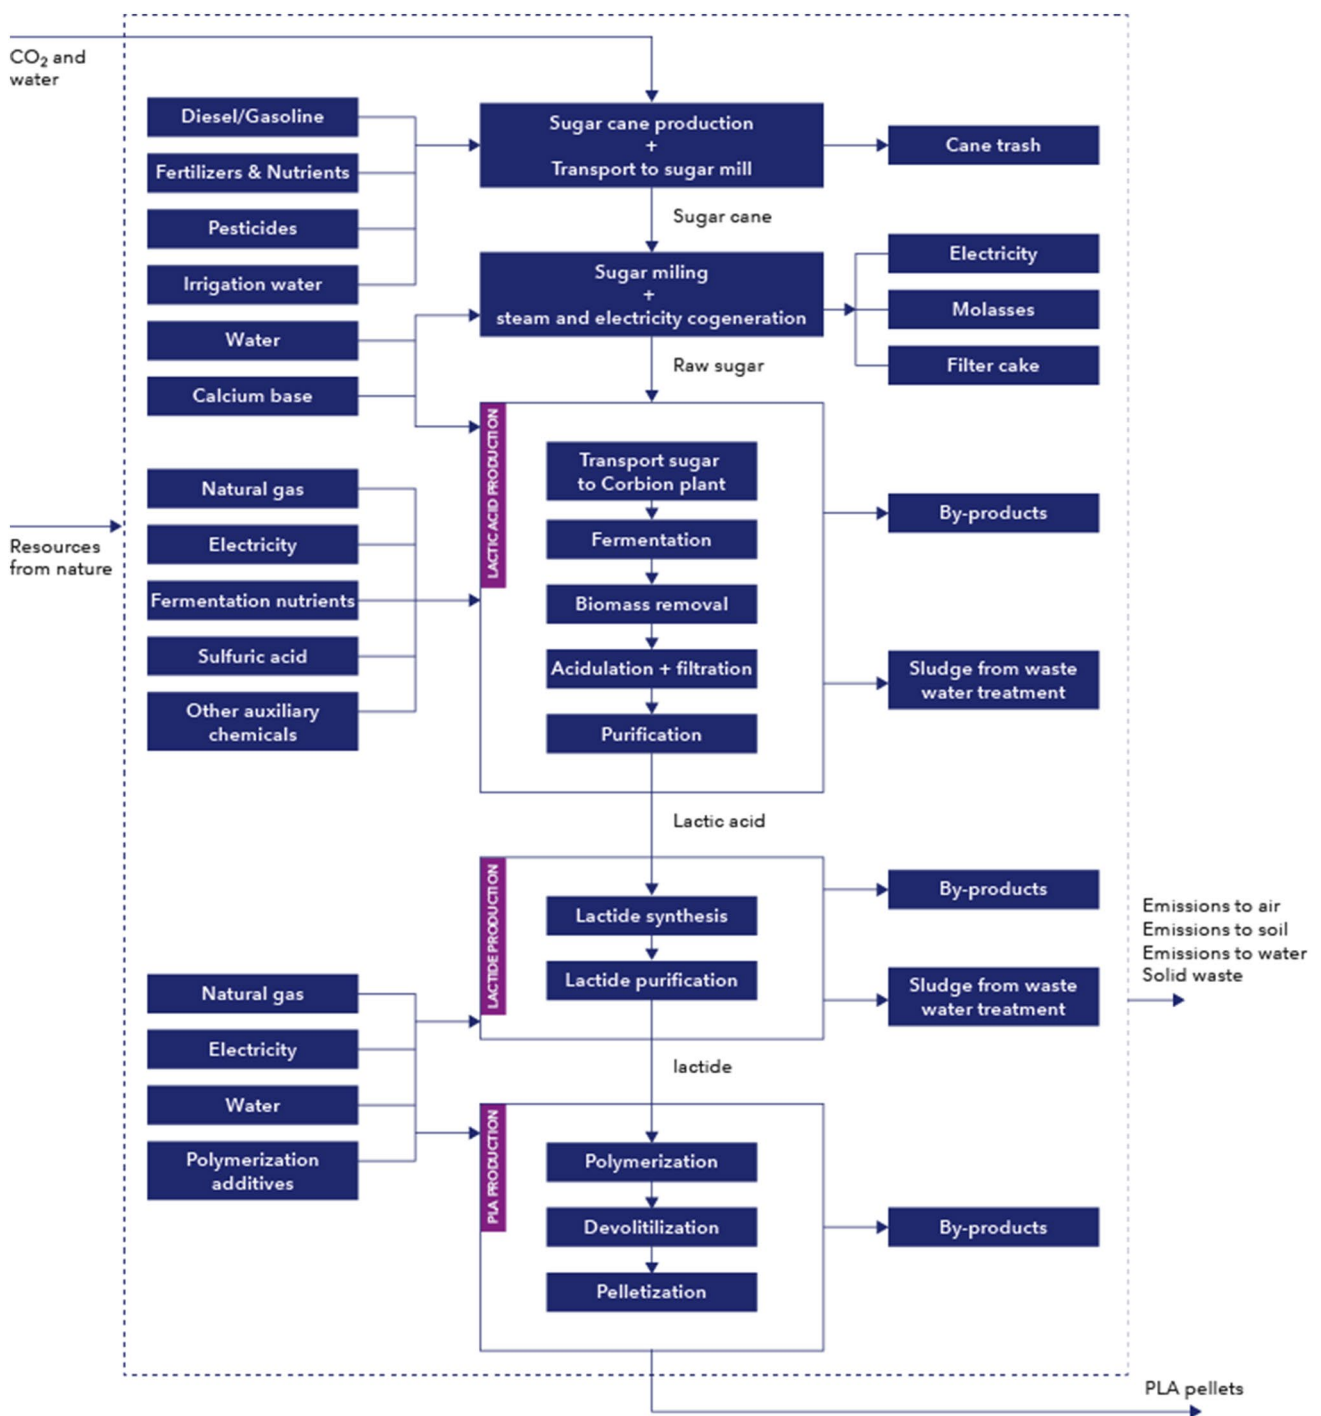 CO₂ and
water
Diesel/Gasoline
Fertilizers & Nutrients
Pesticides
Irrigation water
Sugar cane production
+
Transport to sugar mill
Cane trash
Sugar cane
Water
Calcium base
Sugar miling
+
steam and electricity cogeneration
Electricity
Molasses
Filter cake
Raw sugar
Resources
from nature
Natural gas
Electricity
Fermentation nutrients
Sulfuric acid
Other auxiliary
chemicals
LACTIC ACID PRODUCTION
Transport sugar
to Corbion plant
Fermentation
Biomass removal
Acidulation + filtration
Purification
By-products
Sludge from waste
water treatment
Lactic acid
LACTIDE PRODUCTION
Lactide synthesis
Lactide purification
By-products
Sludge from waste
water treatment
Emissions to air
Emissions to soil
Emissions to water
Solid waste
Natural gas
Electricity
Water
Polymerization
additives
lactide
PLA PRODUCTION
Polymerization
Devolitilization
Pelletization
By-products
PLA pellets